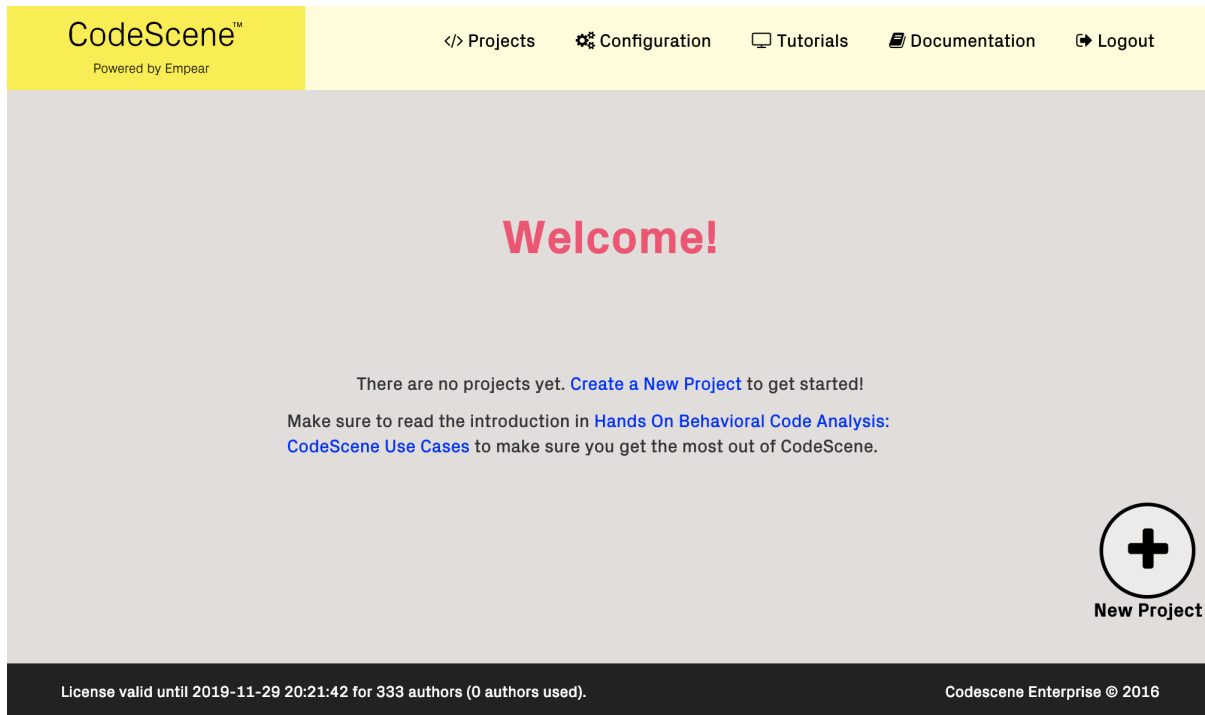 CodeScene™
Powered by Empear
</> Projects
Configuration
Tutorials
Documentation
Logout
Welcome!
There are no projects yet. Create a New Project to get started!
Make sure to read the introduction in Hands On Behavioral Code Analysis:
CodeScene Use Cases to make sure you get the most out of CodeScene.
New Project
License valid until 2019-11-29 20:21:42 for 333 authors (0 authors used).
Codescene Enterprise © 2016